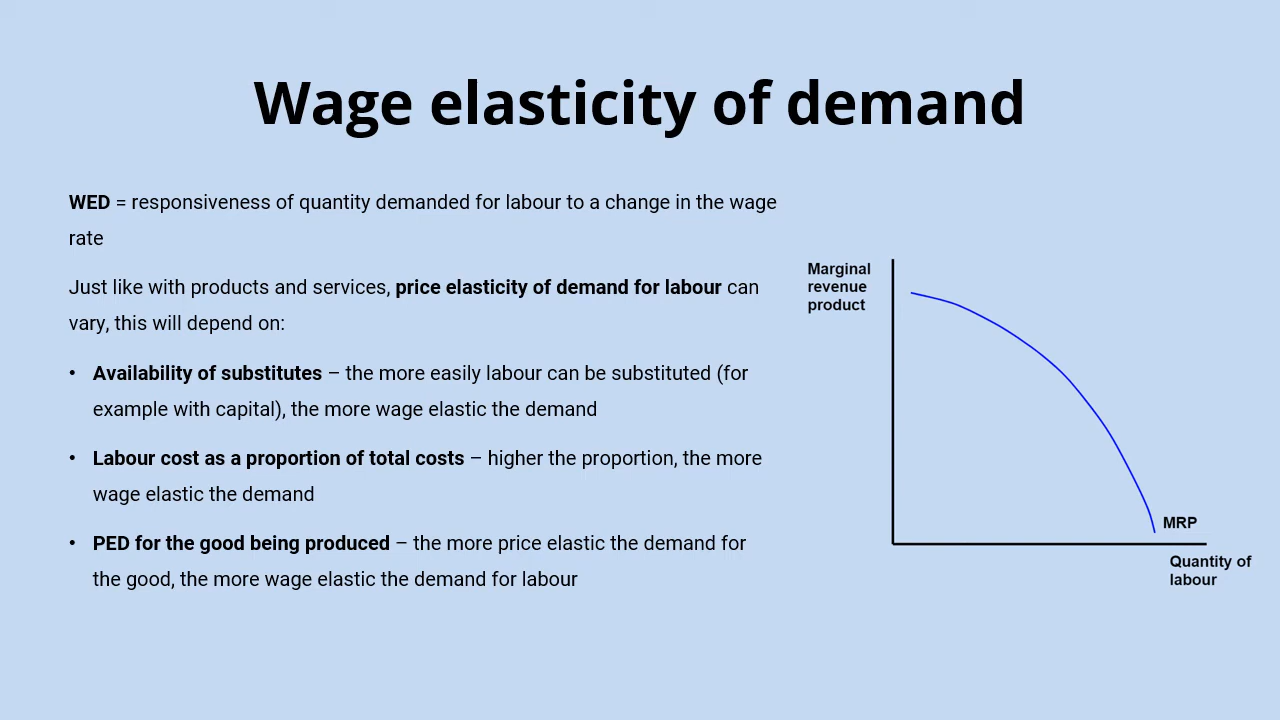 Wage elasticity of demand
WED = responsiveness of quantity demanded for labour to a change in the wage
rate
Just like with products and services, price elasticity of demand for labour can
vary, this will depend on:
• Availability of substitutes – the more easily labour can be substituted (for
example with capital), the more wage elastic the demand
• Labour cost as a proportion of total costs – higher the proportion, the more
wage elastic the demand
• PED for the good being produced – the more price elastic the demand for
the good, the more wage elastic the demand for labour
Marginal
revenue
product
MRP
Quantity of
labour